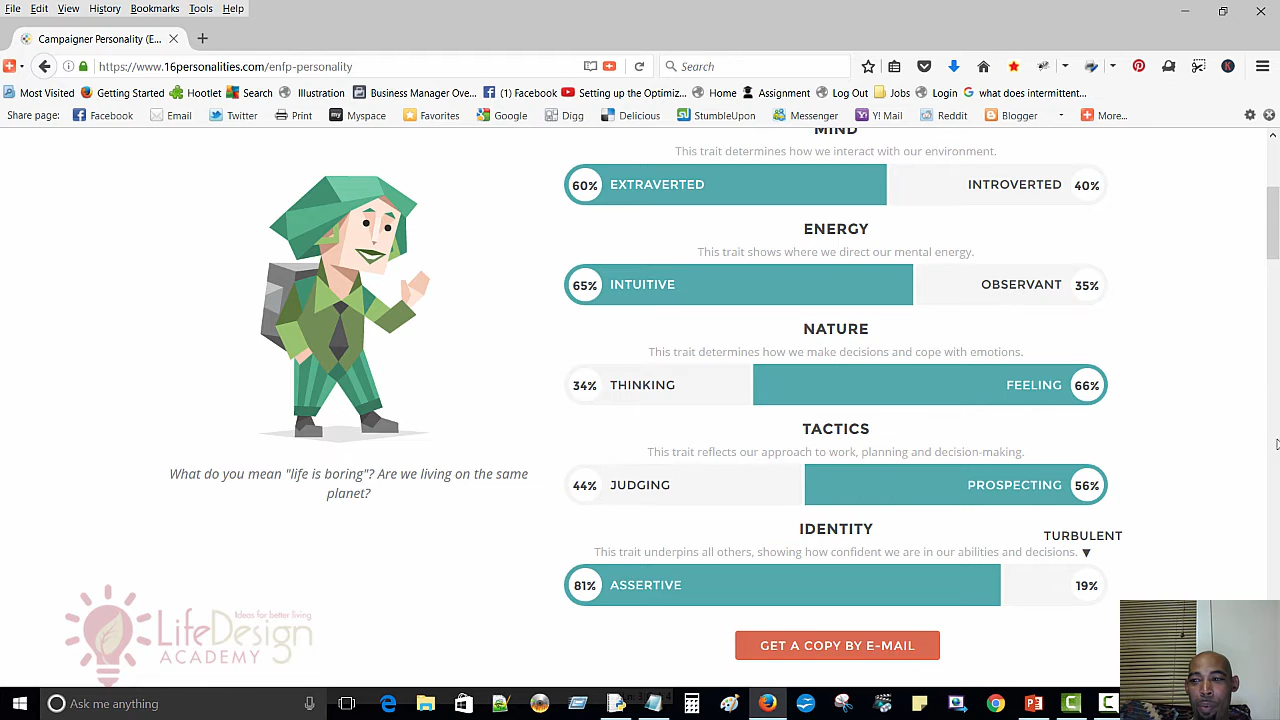 File Edit View History Bookmarks Tools Help
Campaigner Personality (E...
https://www.16personalities.com/enfp-personality
Search
Most Visited Getting Started Hootlet Search Illustration Business Manager Ove... (1) Facebook Setting up the Optimiz... Home Assignment Log Out Jobs Login what does intermittent...
Share page: Facebook Email Twitter Print Myspace Favorites Google Digg Delicious StumbleUpon Messenger Y! Mail Reddit Blogger More...
MIND
This trait determines how we interact with our environment.
60% EXTRAVERTED INTROVERTED 40%
ENERGY
This trait shows where we direct our mental energy.
65% INTUITIVE OBSERVANT 35%
NATURE
This trait determines how we make decisions and cope with emotions.
34% THINKING FEELING 66%
TACTICS
This trait reflects our approach to work, planning and decision-making.
44% JUDGING PROSPECTING 56%
IDENTITY
TURBULENT
This trait underpins all others, showing how confident we are in our abilities and decisions.
81% ASSERTIVE 19%
GET A COPY BY E-MAIL
What do you mean "life is boring"? Are we living on the same
planet?
Ideas for better living
LifeDesign
ACADEMY
Ask me anything